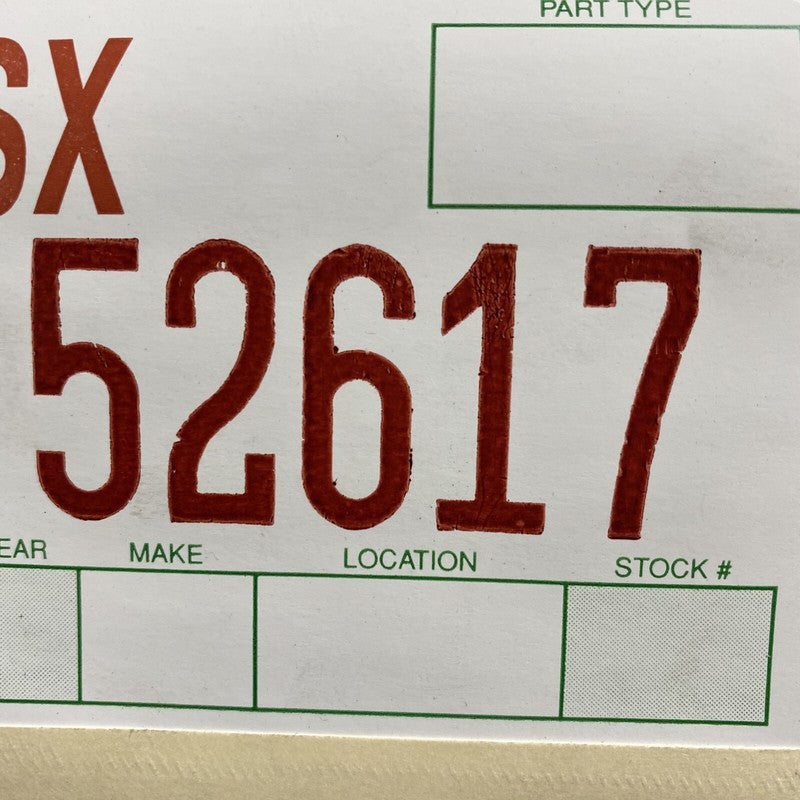 PART TYPE
SX
52617
EAR MAKE LOCATION STOCK #